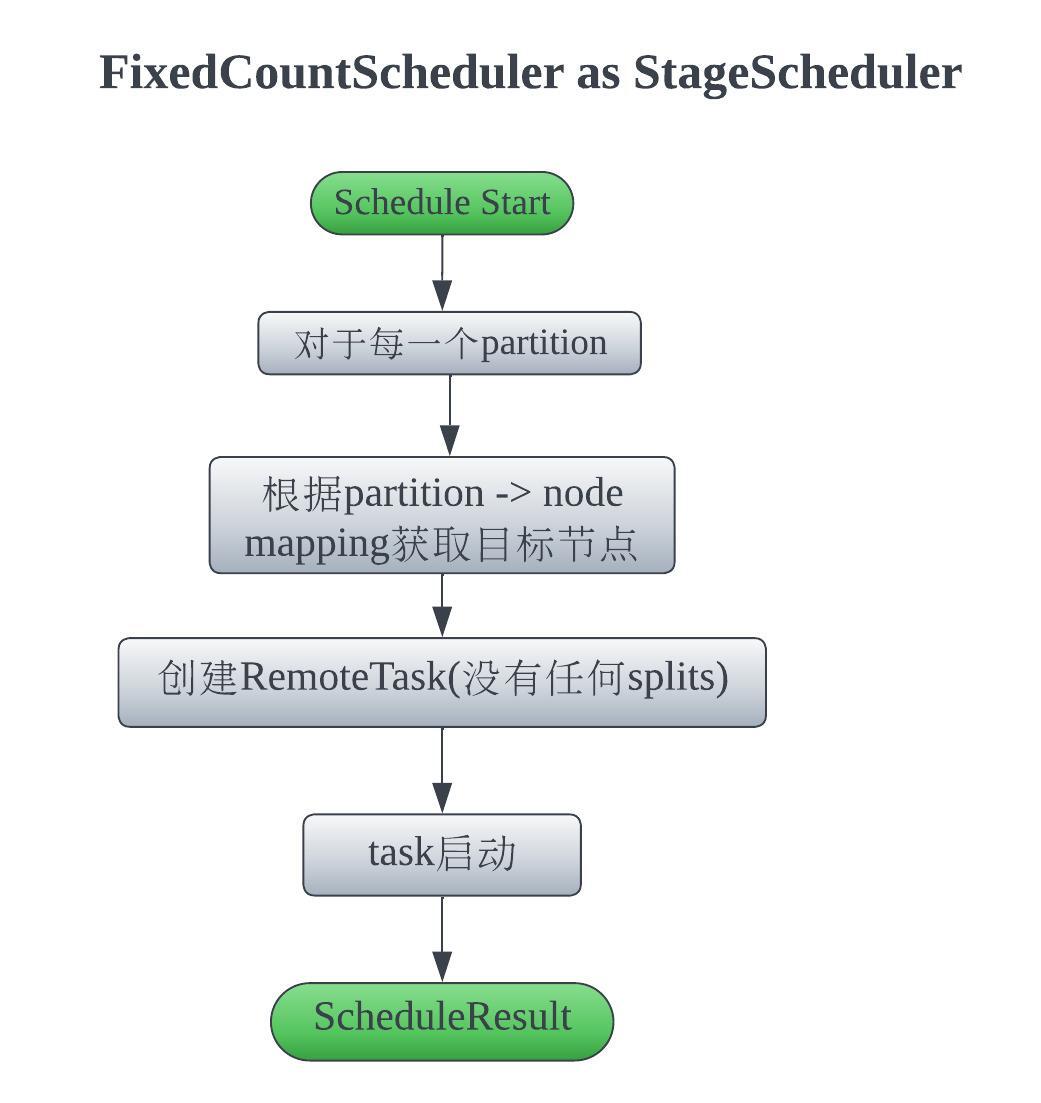 FixedCountScheduler as StageScheduler
Schedule Start
对于每一个partition
根据partition -> node
mapping获取目标节点
创建RemoteTask(没有任何splits)
task启动
ScheduleResult